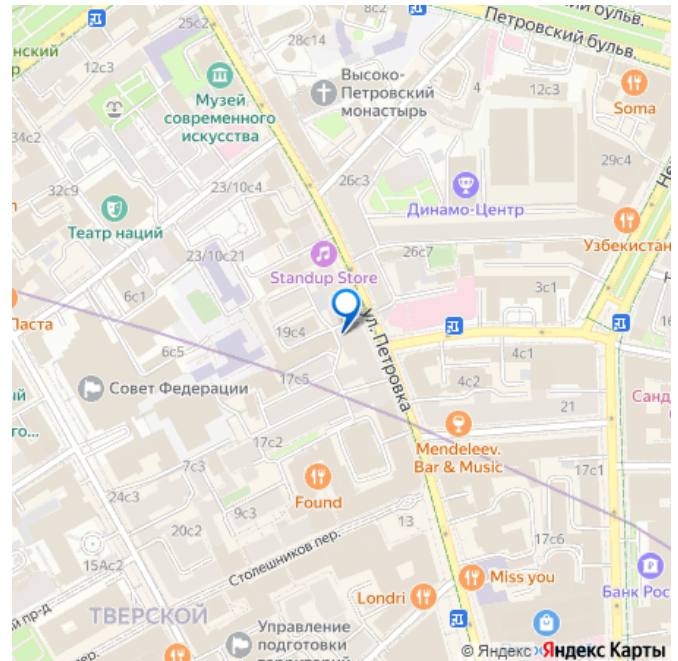 25с2
8с2
Петровский бульв.
Петровский бульв.
28с14
12с3
4
12с3
Soma
Музей
современного
искусства
Высоко-
Петровский
монастырь
34с2
29с4
26с3
32с9
23/10с4
Динамо-Центр
Театр наций
Узбекистан
26с7
23/10с21
Standup Store
3с1
6с1
Паста
ул. Петровка
19с4
6с5
4с1
Совет Федерации
17с5
4с2
21
17с2
Mendeleev.
Bar & Music
7с3
17с1
Found
24с3
9с3
13
20с2
17с6
Столешников пер.
15Ас2
Miss you
Банк Рос
Londri
ТВЕРСКОЙ
Управление
подготовки
территорий
© Яндекс Яндекс Карты